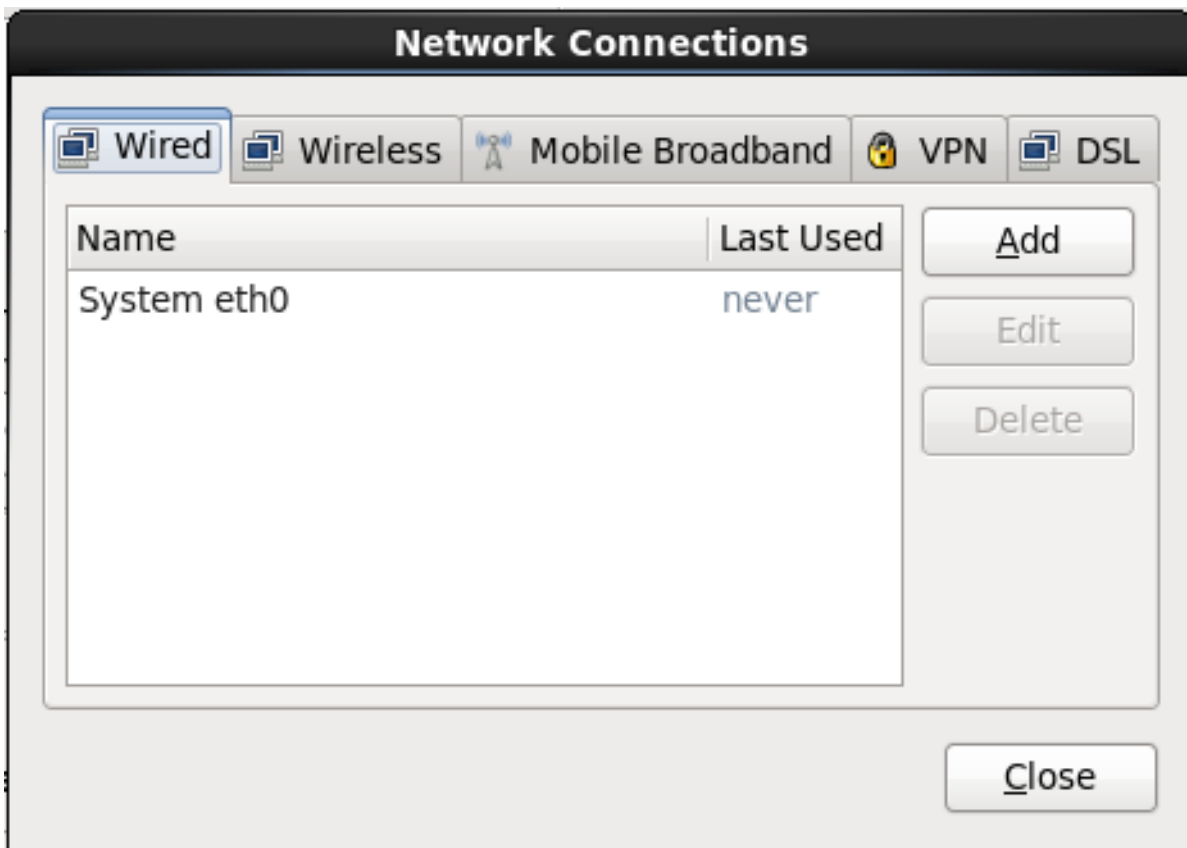 Network Connections
Wired Wireless Mobile Broadband VPN DSL
Name Last Used Add
System eth0 never
Edit
Delete
Close